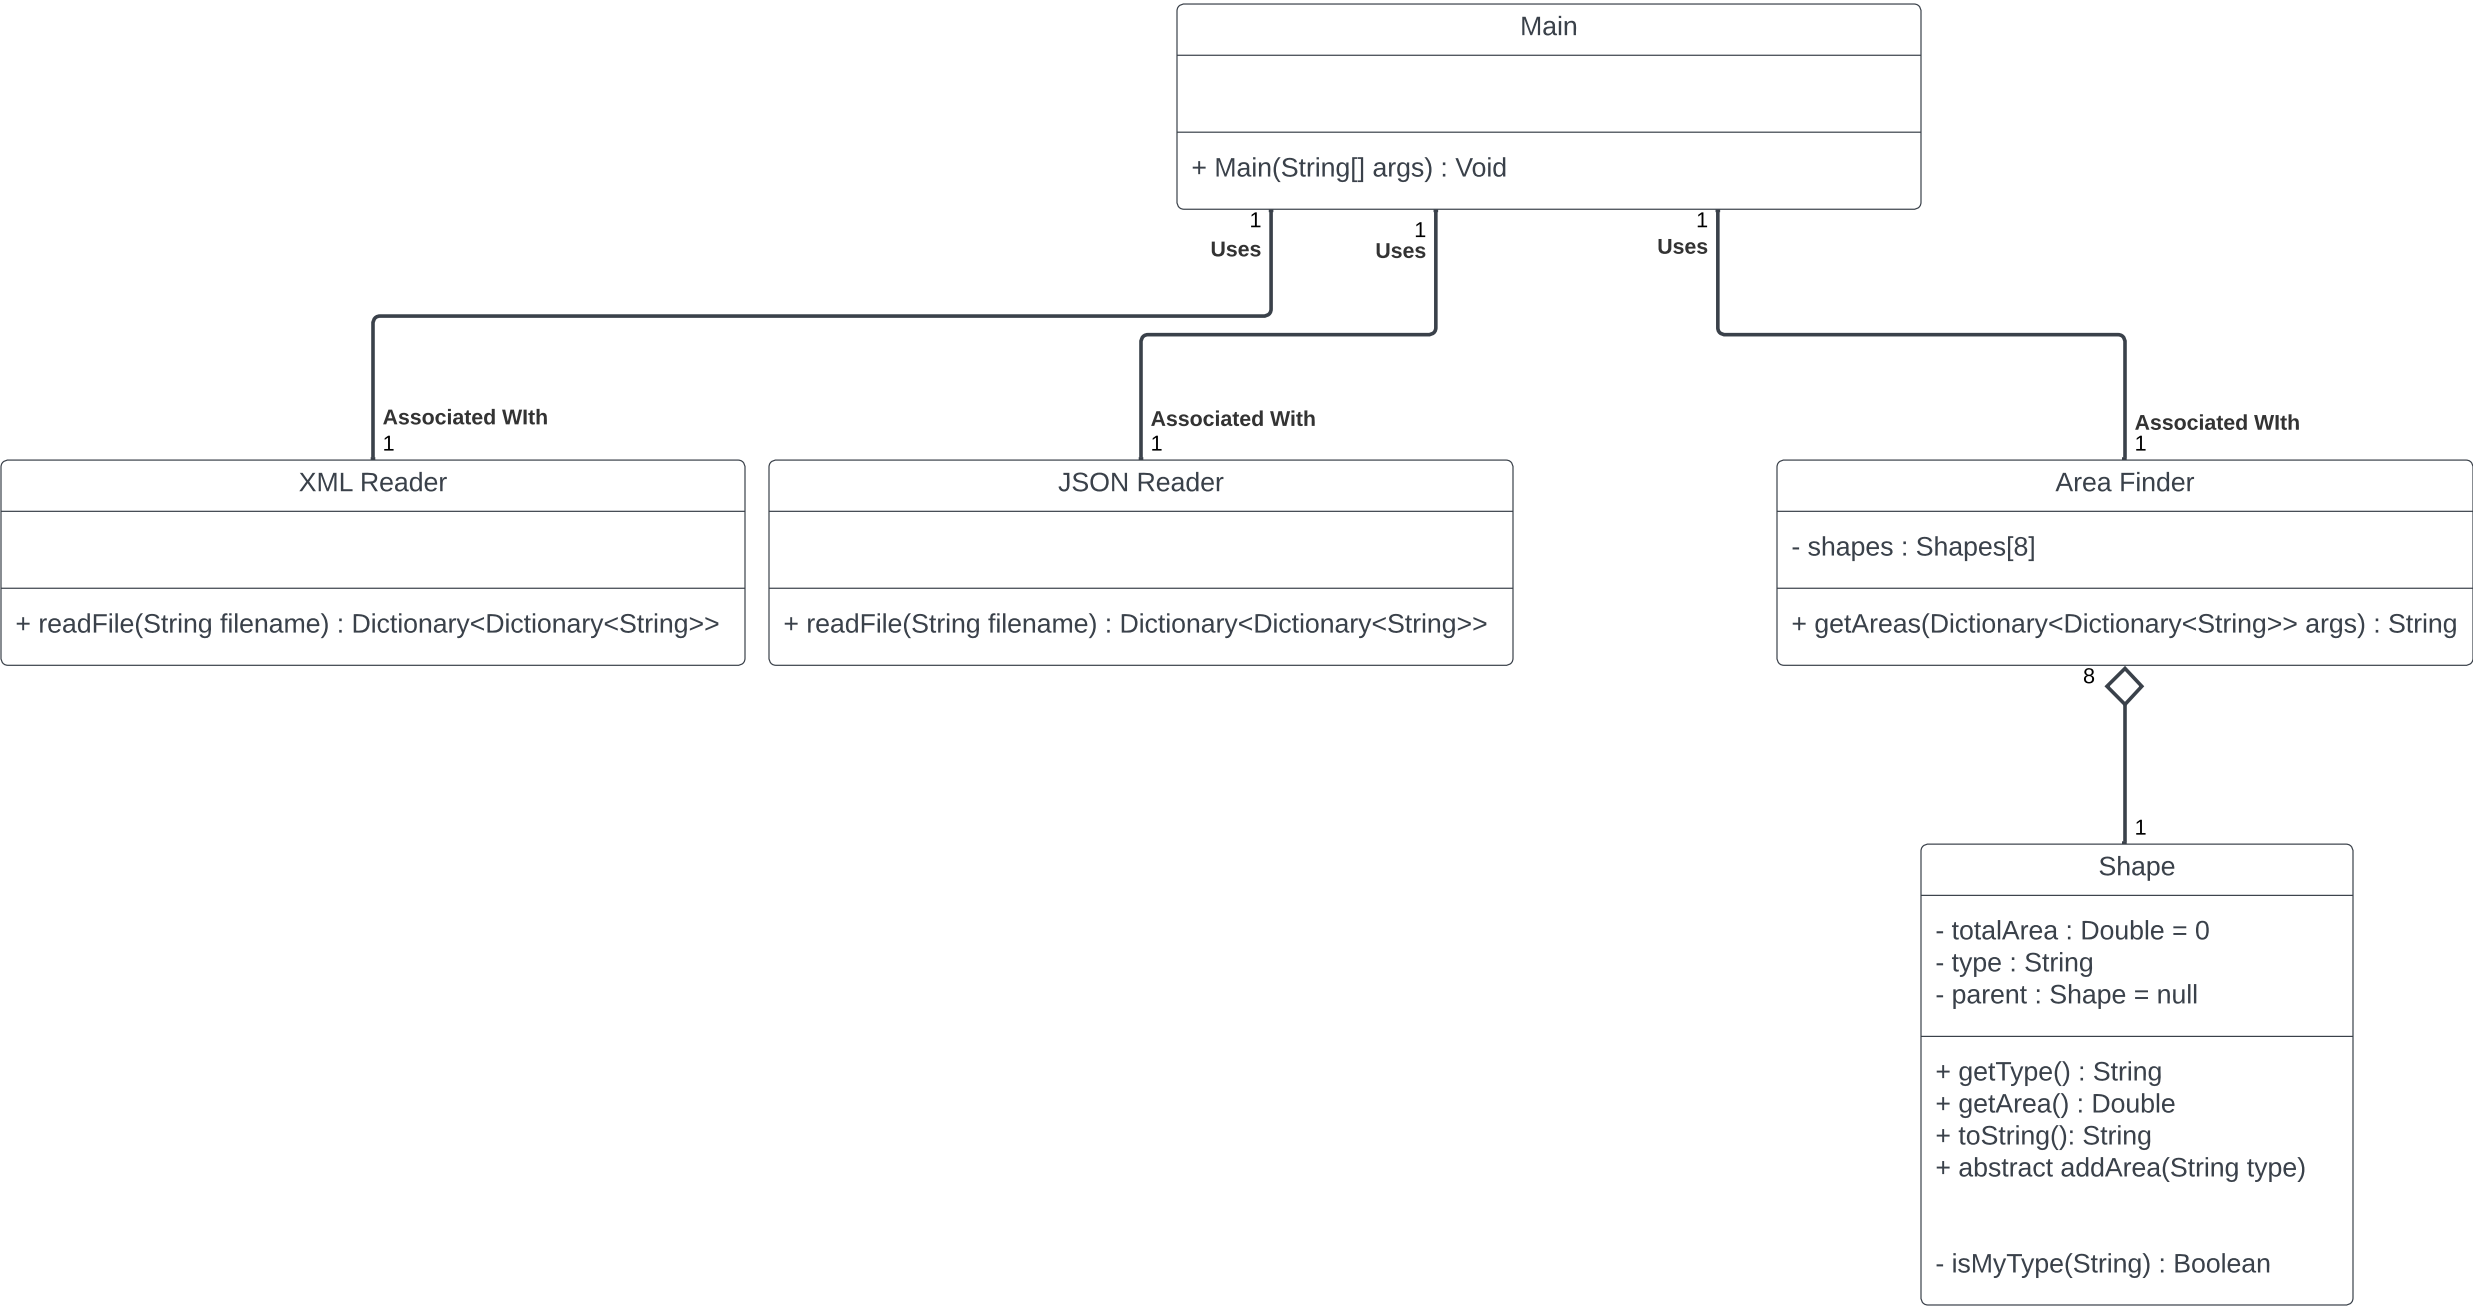 Main
+ Main(String[] args) : Void
1
Uses
1
Uses
1
Uses
Associated WIth
1
Associated With
1
Associated WIth
1
XML Reader
+ readFile(String filename) : Dictionary<Dictionary<String>>
JSON Reader
+ readFile(String filename) : Dictionary<Dictionary<String>>
Area Finder
- shapes : Shapes[8]
+ getAreas(Dictionary<Dictionary<String>> args) : String
8
1
Shape
- totalArea : Double = 0
- type : String
- parent : Shape = null
+ getType() : String
+ getArea() : Double
+ toString(): String
+ abstract addArea(String type)
- isMyType(String) : Boolean